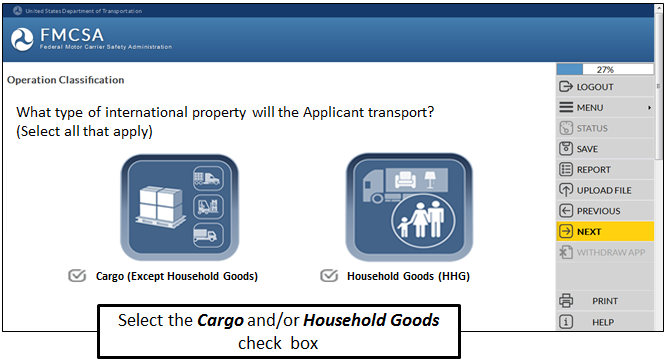 United States Department of Transportation
FMCSA
Federal Motor Carrier Safety Administration
Operation Classification
What type of international property will the Applicant transport?
(Select all that apply)
Cargo (Except Household Goods)
Household Goods (HHG)
Select the Cargo and/or Household Goods
check box
27%
LOGOUT
MENU
STATUS
SAVE
REPORT
UPLOAD FILE
PREVIOUS
NEXT
WITHDRAW APP
PRINT
HELP